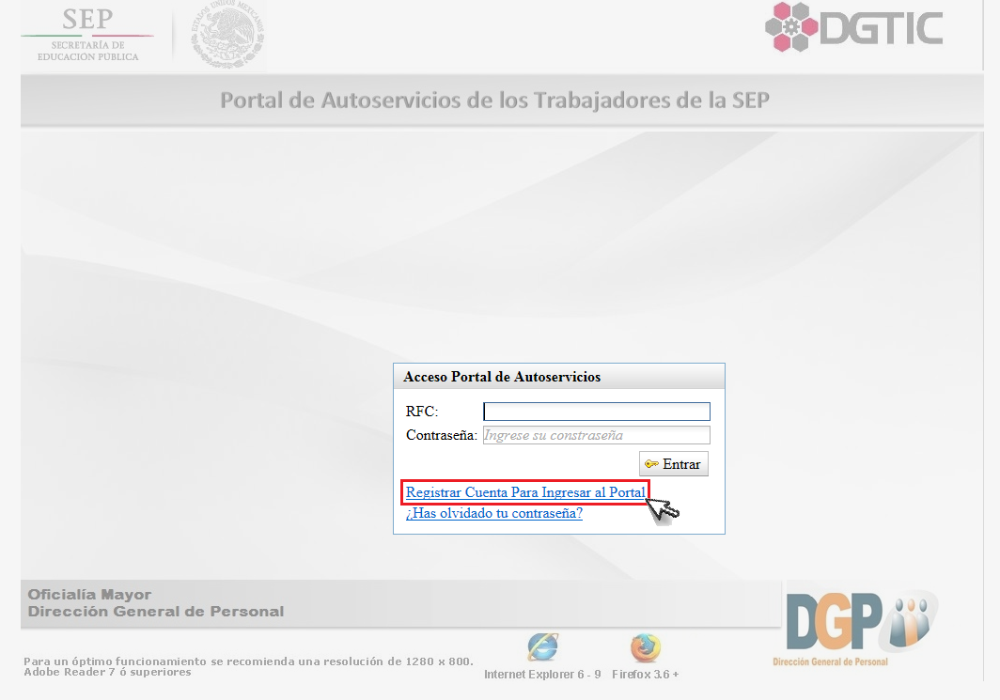 SEP
SECRETARÍA DE
EDUCACIÓN PÚBLICA
ESTADOS UNIDOS MEXICANOS
DGTIC
Portal de Autoservicios de los Trabajadores de la SEP
Acceso Portal de Autoservicios
RFC:
Contraseña: Ingrese su constraseña
Entrar
Registrar Cuenta Para Ingresar al Portal
¿Has olvidado tu contraseña?
Oficialía Mayor
Dirección General de Personal
DGP
Dirección General de Personal
Para un óptimo funcionamiento se recomienda una resolución de 1280 x 800.
Adobe Reader 7 ó superiores
Internet Explorer 6 - 9 Firefox 3.6 +